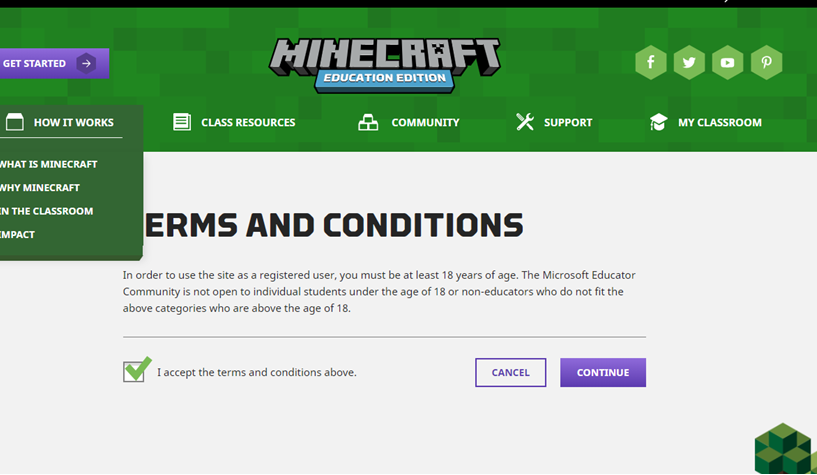 GET STARTED
MINECRAFT
EDUCATION EDITION
HOW IT WORKS
CLASS RESOURCES
COMMUNITY
SUPPORT
MY CLASSROOM
WHAT IS MINECRAFT
WHY MINECRAFT
IN THE CLASSROOM
IMPACT
ERMS AND CONDITIONS
In order to use the site as a registered user, you must be at least 18 years of age. The Microsoft Educator
Community is not open to individual students under the age of 18 or non-educators who do not fit the
above categories who are above the age of 18.
I accept the terms and conditions above.
CANCEL
CONTINUE